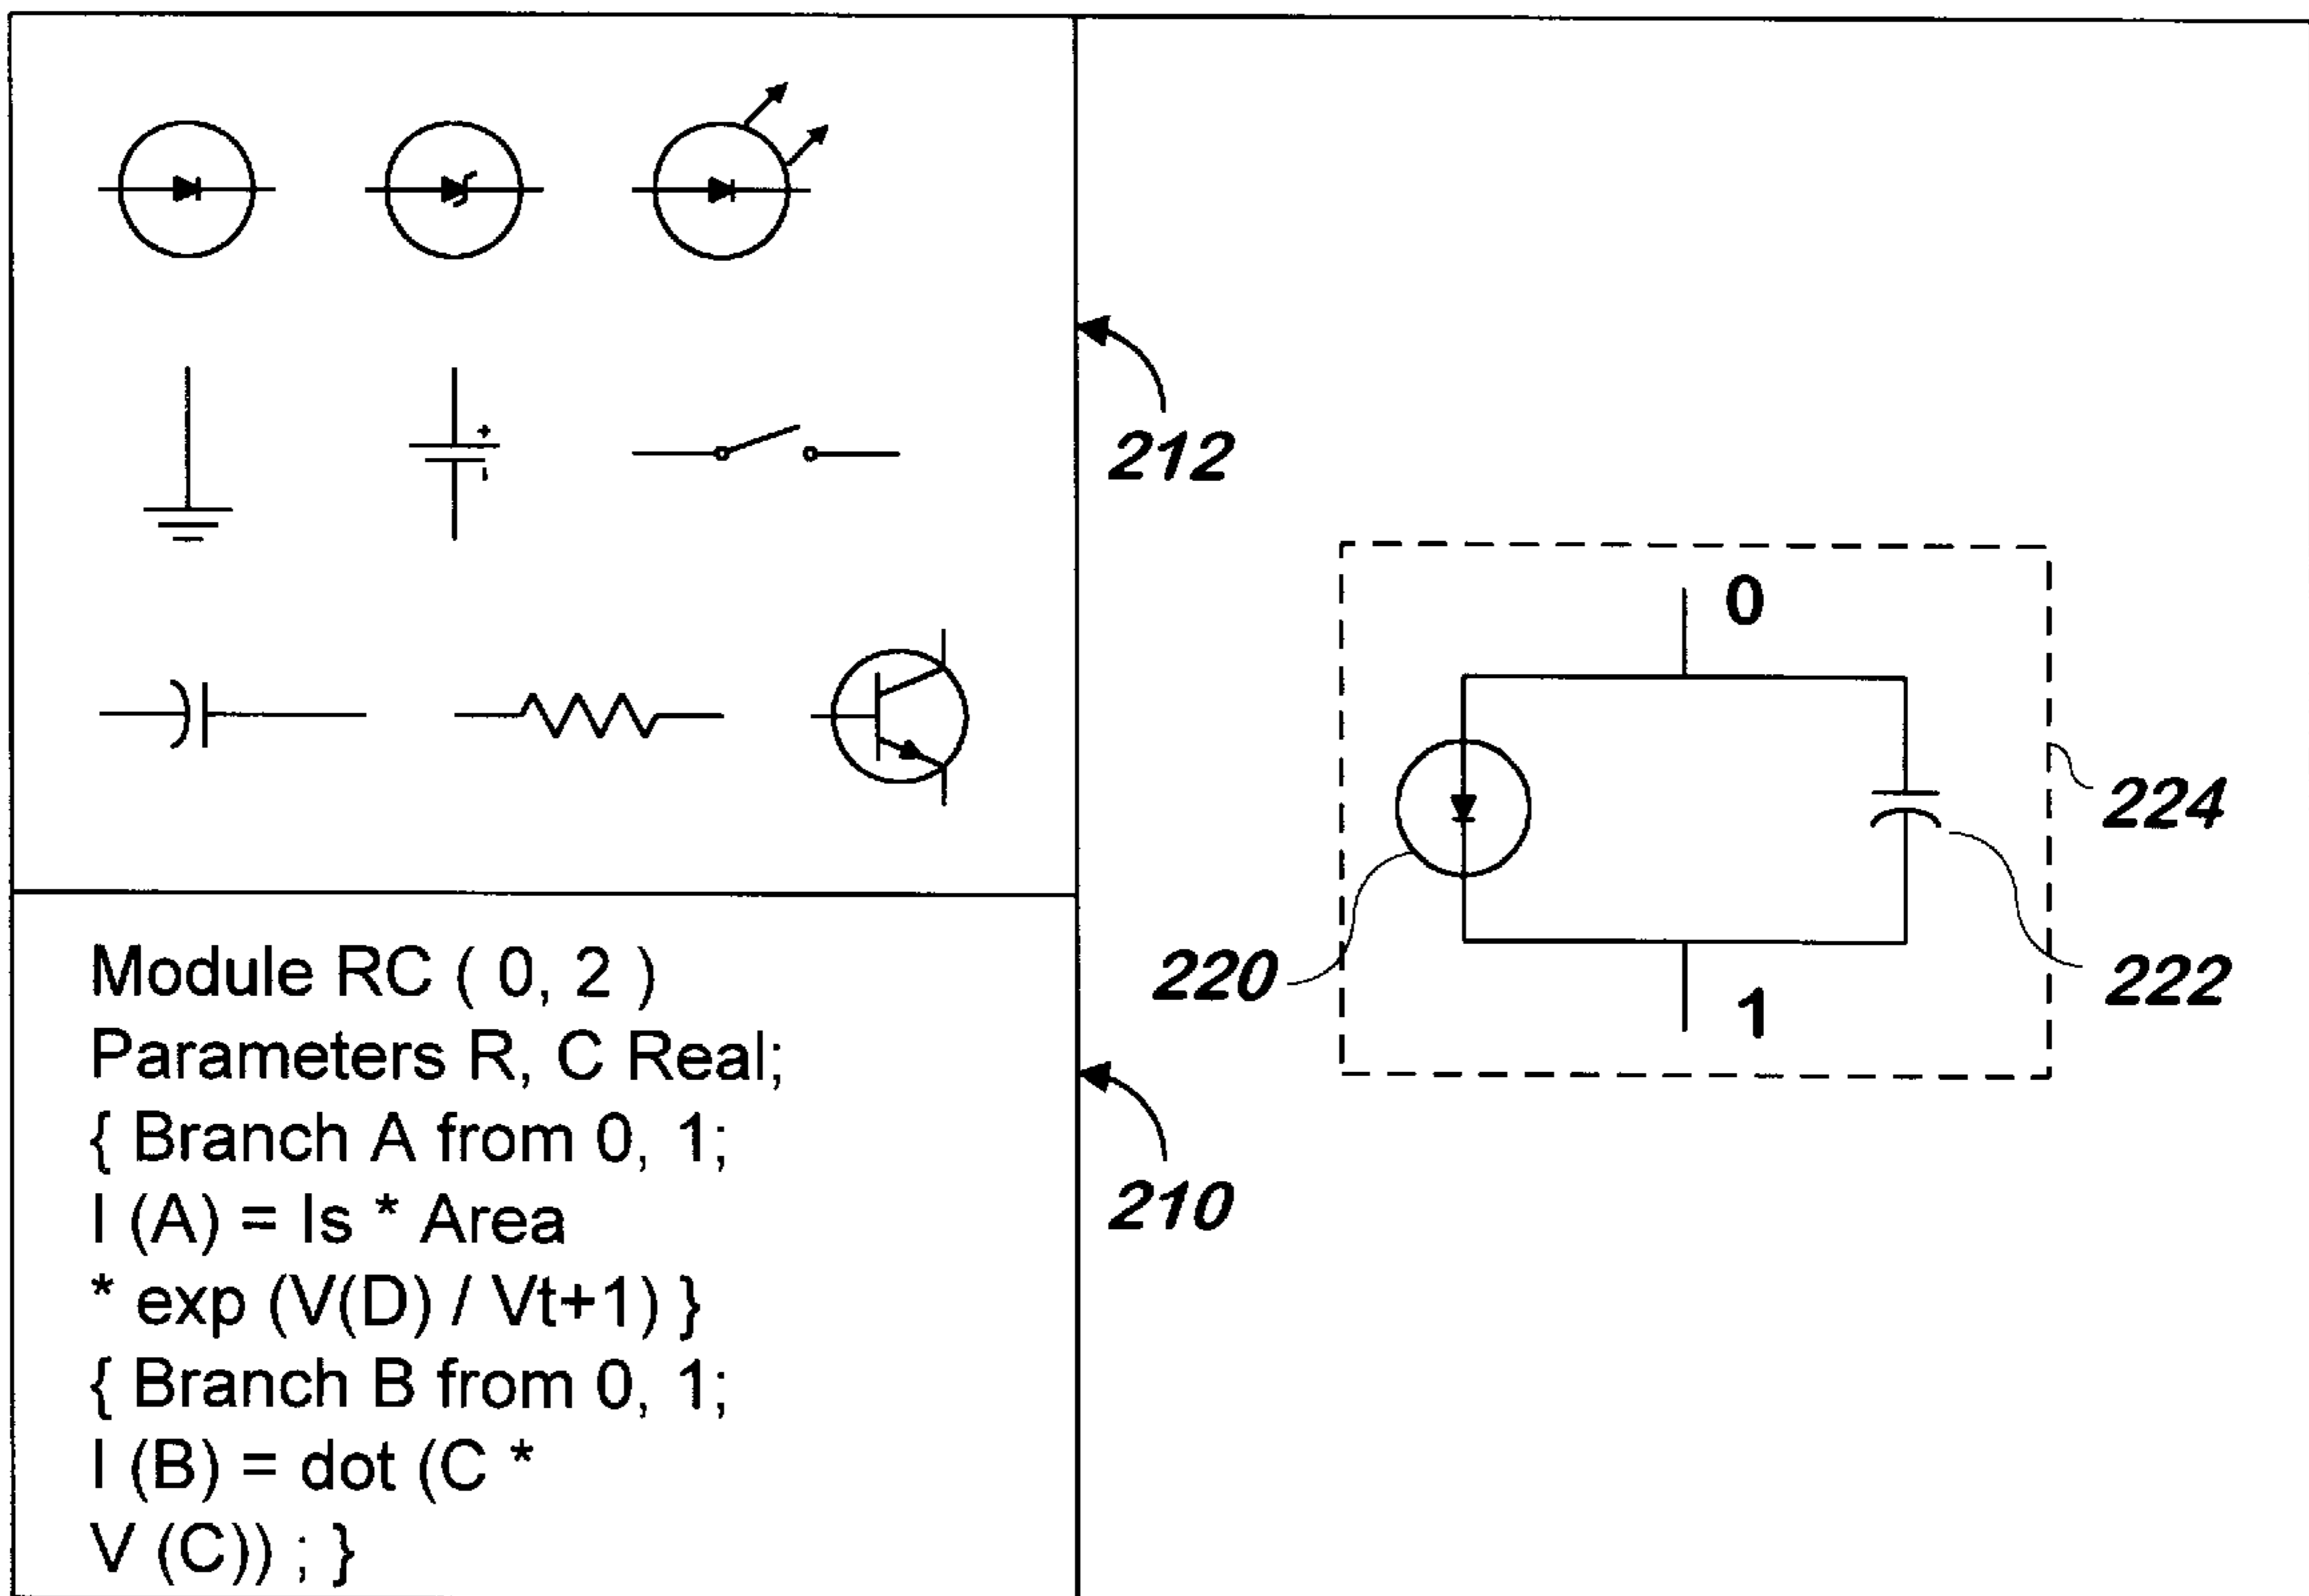 +
-
212
0
224
220
222
1
210
Module RC ( 0, 2 )
Parameters R, C Real;
{ Branch A from 0, 1;
I (A) = Is * Area
* exp (V(D) / Vt+1) }
{ Branch B from 0, 1;
I (B) = dot (C *
V (C)) ; }